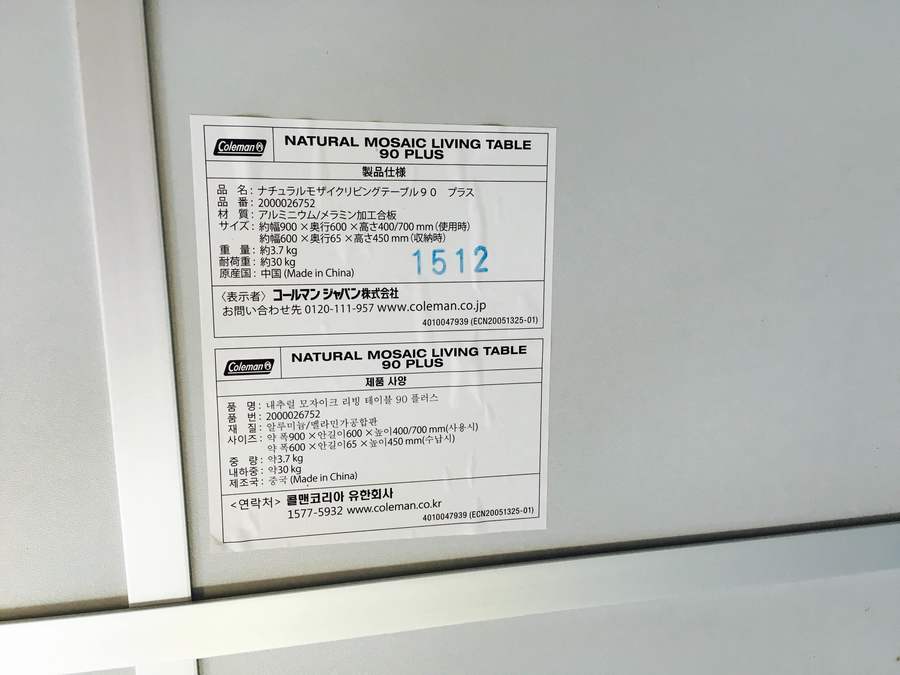 Coleman
NATURAL MOSAIC LIVING TABLE
90 PLUS
製品仕様
品 名：ナチュラルモザイクリビングテーブル９０　プラス
品 番：2000026752
材 質：アルミニウム/メラミン加工合板
サイズ：約幅900×奥行600×高さ400/700 mm（使用時）
約幅600×奥行65×高さ450 mm（収納時）
重 量：約3.7 kg
耐荷重：約30 kg
原産国：中国 (Made in China)
1512
〈表示者〉コールマン ジャパン株式会社
お問い合わせ先 0120-111-957 www.coleman.co.jp
4010047939 (ECN20051325-01)
Coleman
NATURAL MOSAIC LIVING TABLE
90 PLUS
제품 사양
품 명 : 내추럴 모자이크 리빙 테이블 90 플러스
품 번 : 2000026752
재 질 : 알루미늄/멜라민가공합판
사이즈 : 약 폭900×안길이600×높이400/700 mm(사용시)
약 폭600×안길이65×높이450 mm(수납시)
중 량 : 약3.7 kg
내하중 : 약30 kg
제조국 : 중국 (Made in China)
<연락처> 콜맨코리아 유한회사
1577-5932 www.coleman.co.kr
4010047939 (ECN20051325-01)